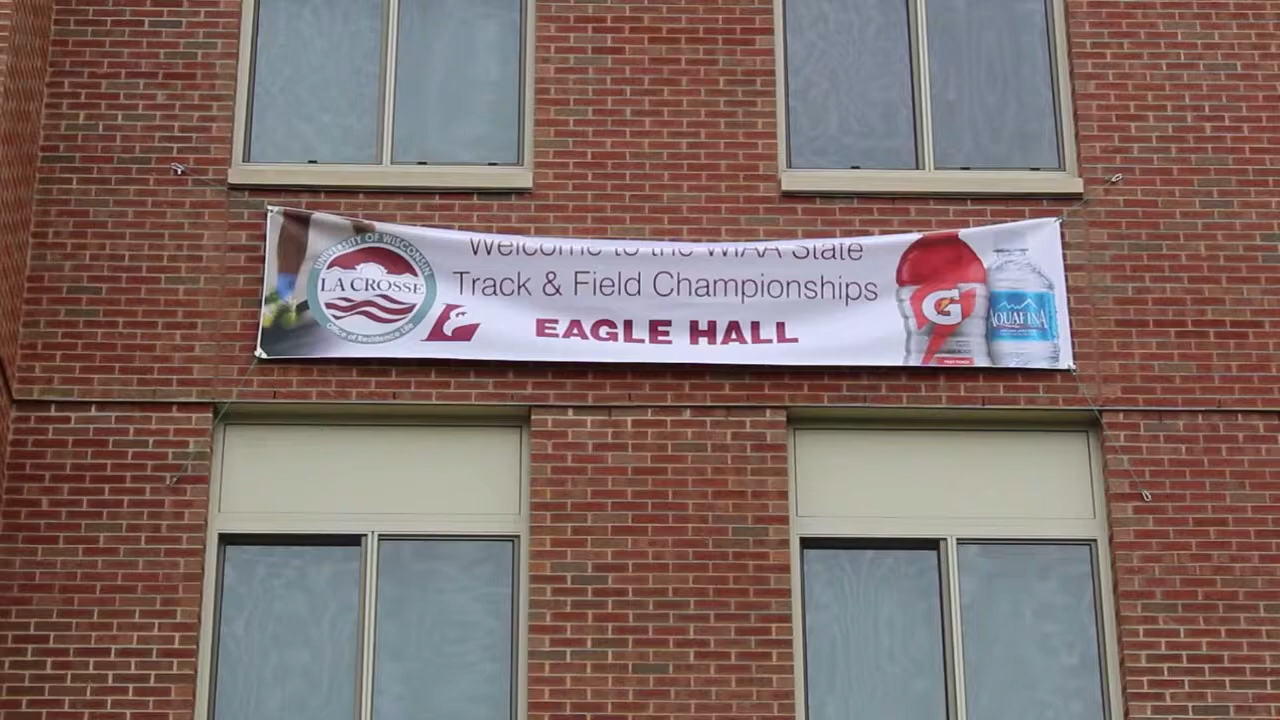 UNIVERSITY OF WISCONSIN
LA CROSSE
Office of Residence Life
L
Welcome to the WIAA State
Track & Field Championships
EAGLE HALL
G
AQUAFINA